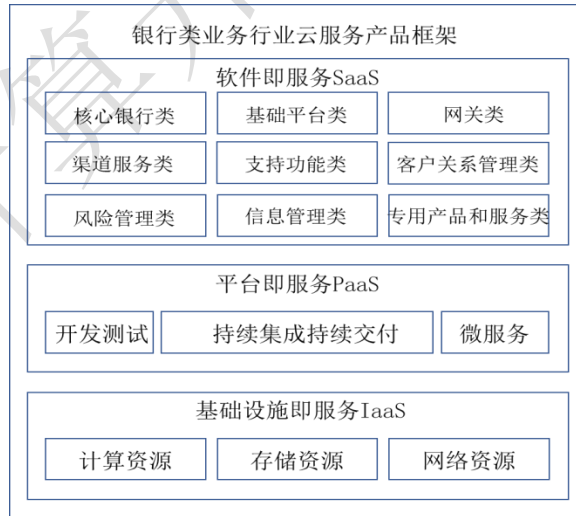 银行类业务行业云服务产品框架
软件即服务SaaS
核心银行类 基础平台类 网关类
渠道服务类 支持功能类 客户关系管理类
风险管理类 信息管理类 专用产品和服务类
平台即服务PaaS
开发测试 持续集成持续交付 微服务
基础设施即服务IaaS
计算资源 存储资源 网络资源